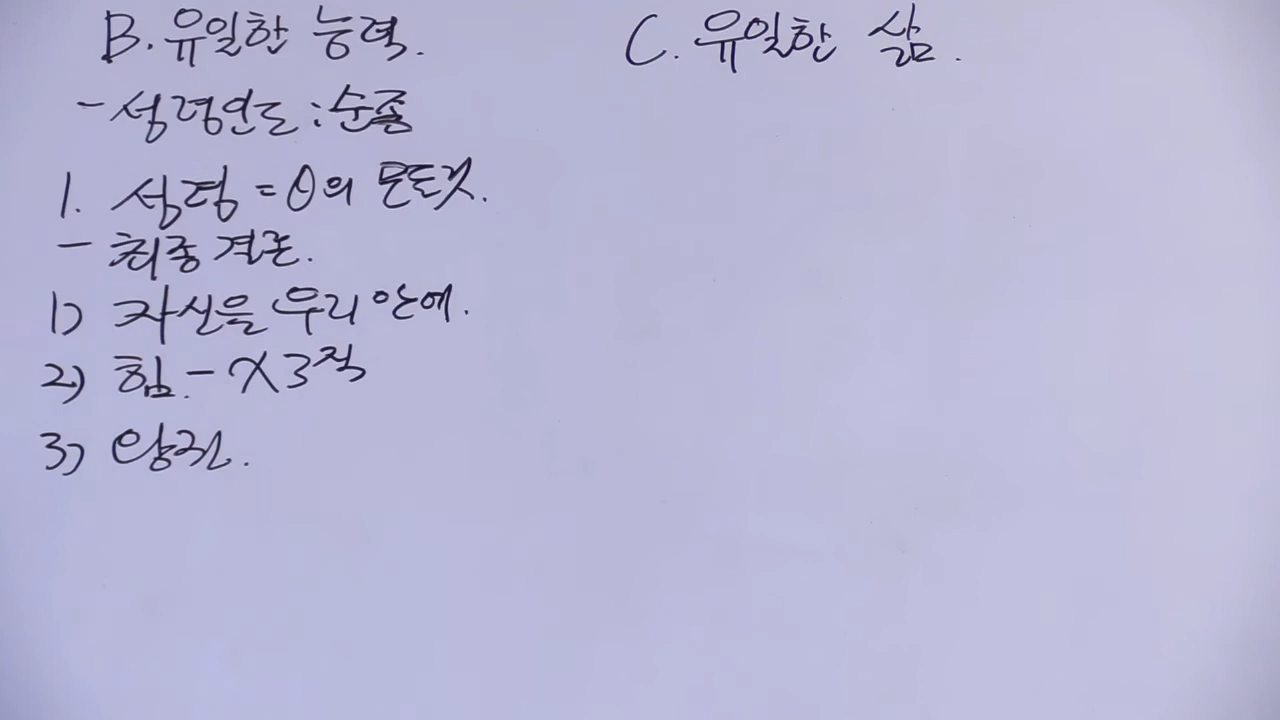 B. 유일한 능력.
- 성령인도 : 순종
1. 성령 = θ의 모든것.
- 최종 결론.
1) 자신을 우리 안에.
2) 힘 - X 3적
3) 왕권.
C. 유일한 삶.